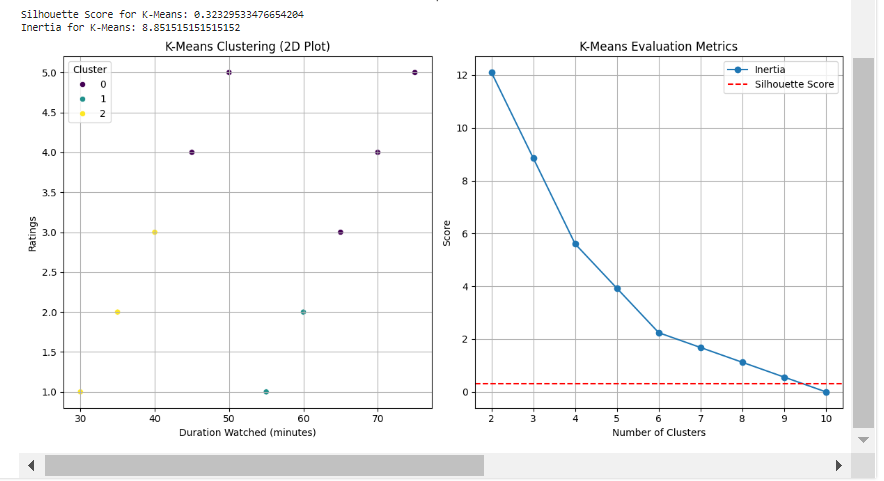 Silhouette Score for K-Means: 0.32329533476654204
Inertia for K-Means: 8.851515151515152
K-Means Clustering (2D Plot)
Cluster
0
1
2
5.0
4.5
4.0
3.5
3.0
2.5
2.0
1.5
1.0
Ratings
30 40 50 60 70
Duration Watched (minutes)
K-Means Evaluation Metrics
Inertia
Silhouette Score
12
10
8
6
4
2
0
Score
2 3 4 5 6 7 8 9 10
Number of Clusters